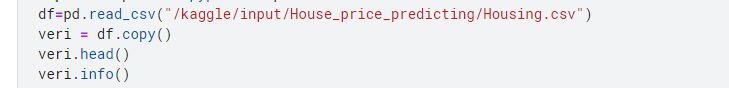 df=pd.read_csv("/kaggle/input/House_price_predicting/Housing.csv")
veri = df.copy()
veri.head()
veri.info()